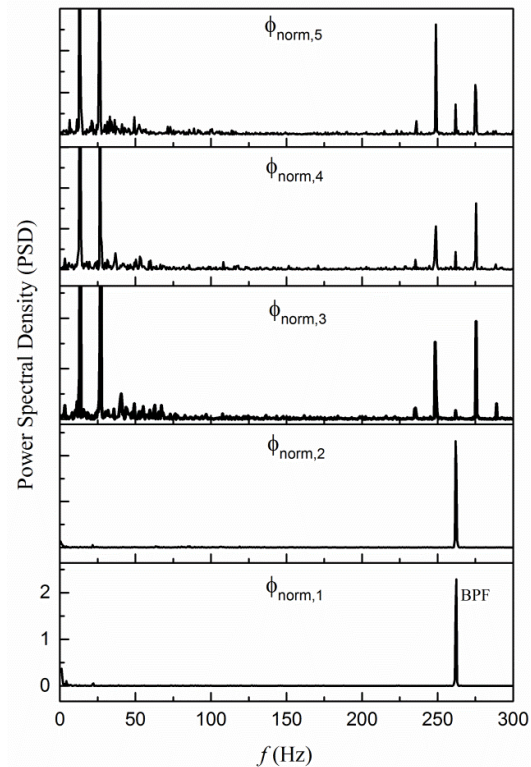 ϕnorm,5
ϕnorm,4
ϕnorm,3
ϕnorm,2
ϕnorm,1
BPF
Power Spectral Density (PSD)
2
1
0
0 50 100 150 200 250 300
f (Hz)